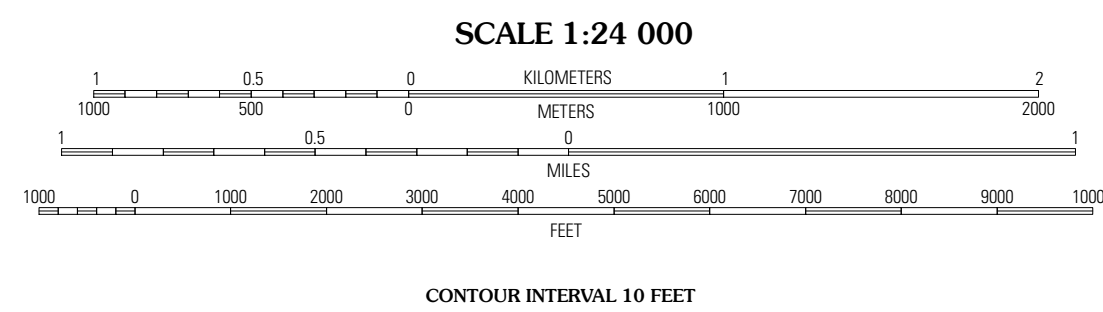 SCALE 1:24 000
1 0.5 0 KILOMETERS 1 2
1000 500 0 METERS 1000 2000
1 0.5 0 1
MILES
1000 0 1000 2000 3000 4000 5000 6000 7000 8000 9000 1000
FEET
CONTOUR INTERVAL 10 FEET